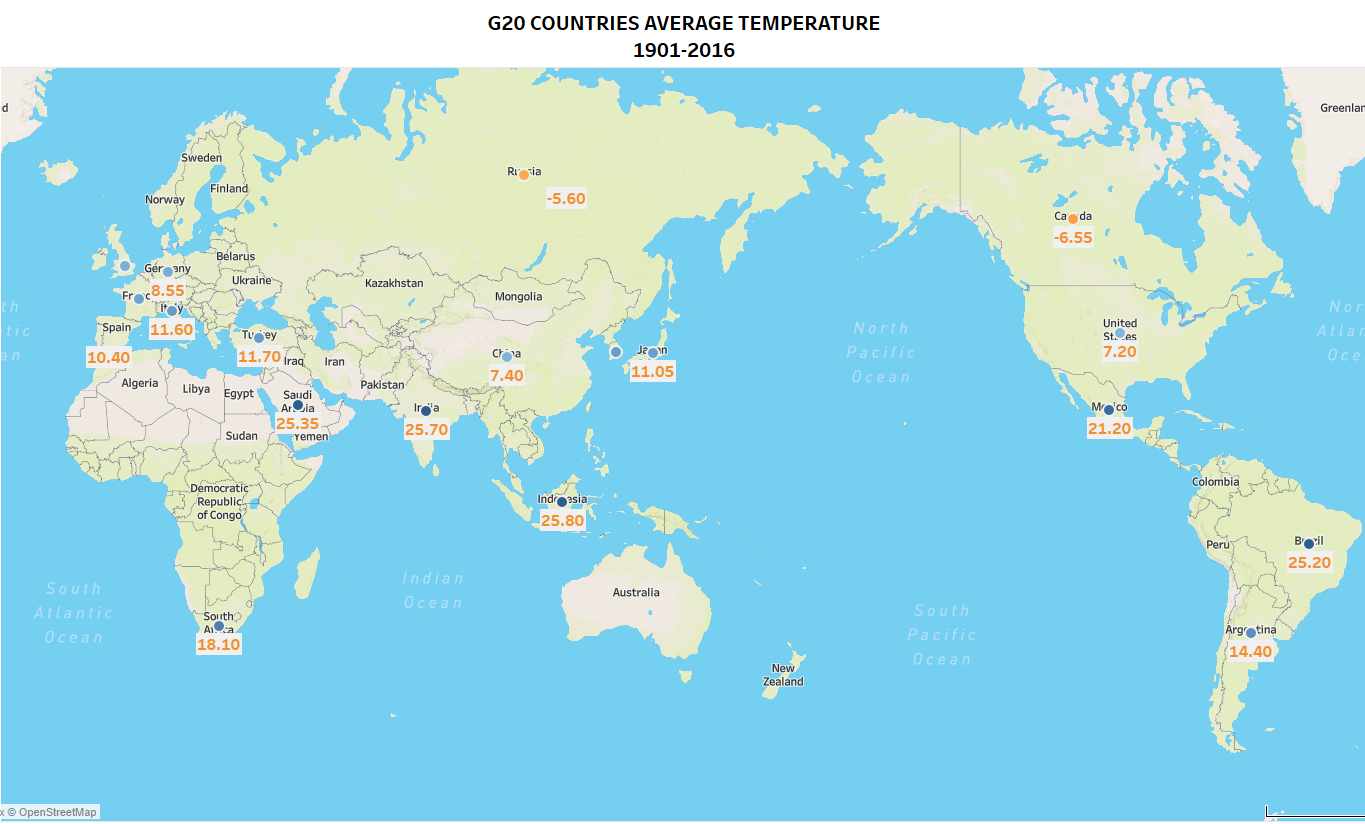 G20 COUNTRIES AVERAGE TEMPERATURE
1901-2016
Greenlan
d
Sweden
Russia
Finland
-5.60
Norway
Canada
-6.55
Belarus
Germany
Ukraine
Kazakhstan
8.55
France
Mongolia
Italy
North
Pacific
Ocean
Spain
11.60
United
States
Turkey
7.20
10.40
11.70
Iraq
Iran
China
7.40
Japan
11.05
Algeria
Libya
Egypt
Pakistan
Saudi
Arabia
25.35
India
25.70
Mexico
21.20
Sudan
Yemen
Colombia
Democratic
Republic
of Congo
Indonesia
25.80
Peru
Brazil
25.20
Indian
Ocean
South
Atlantic
Ocean
Australia
South
Pacific
Ocean
South
Africa
18.10
Argentina
14.40
New
Zealand
x © OpenStreetMap